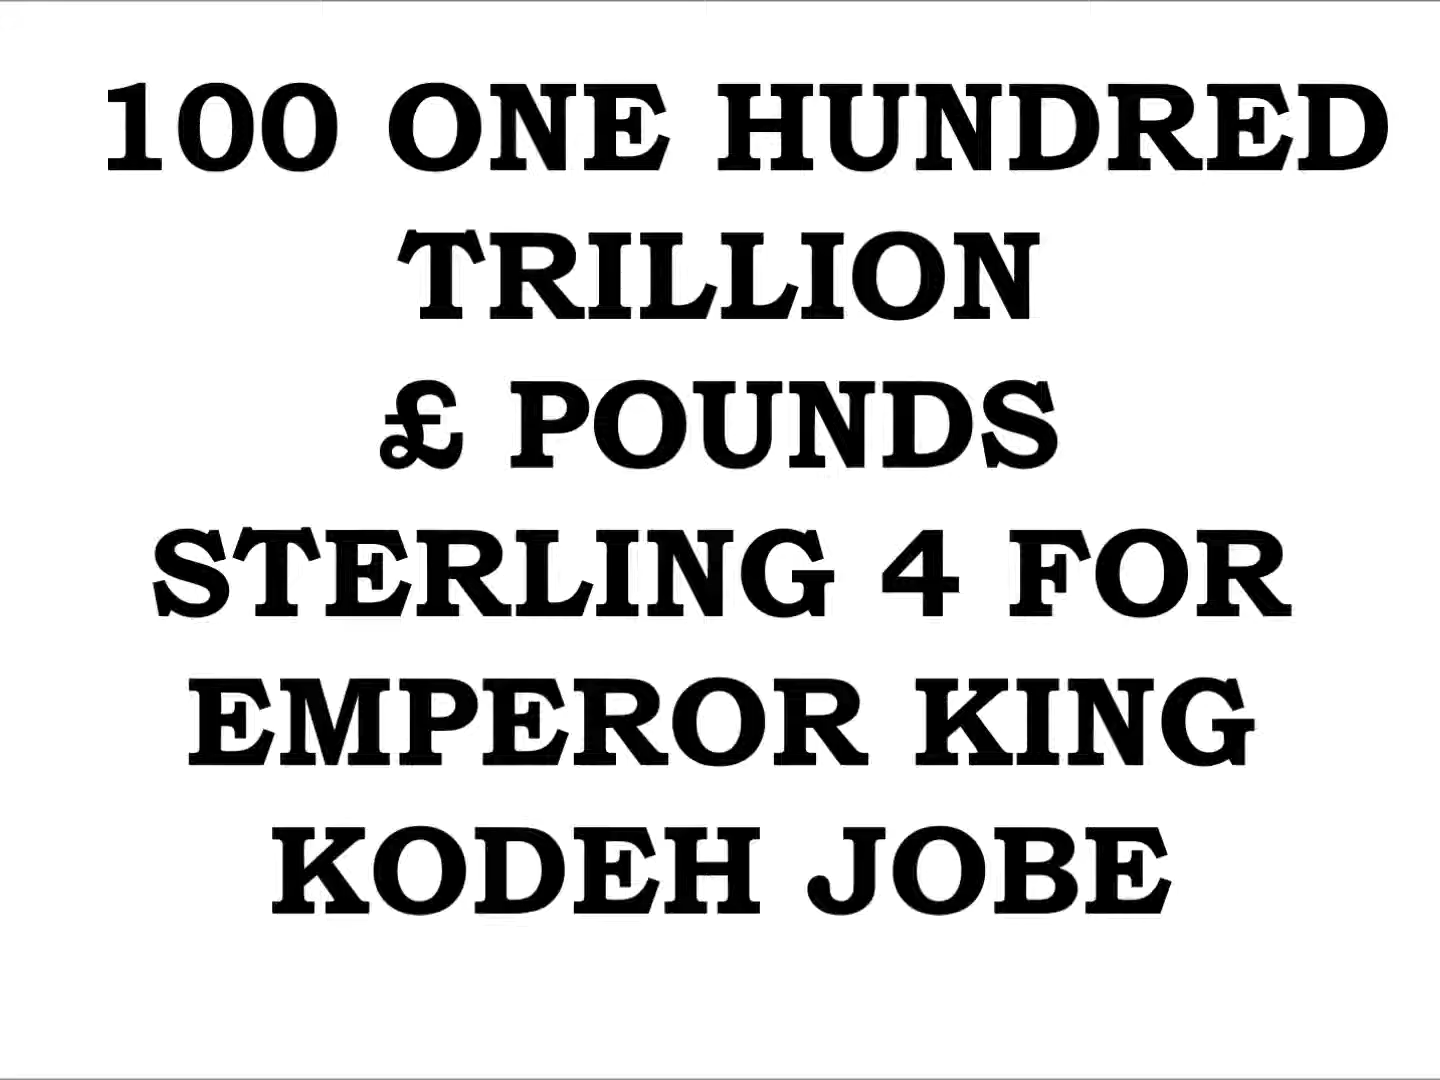 100 ONE HUNDRED
TRILLION
£ POUNDS
STERLING 4 FOR
EMPEROR KING
KODEH JOBE